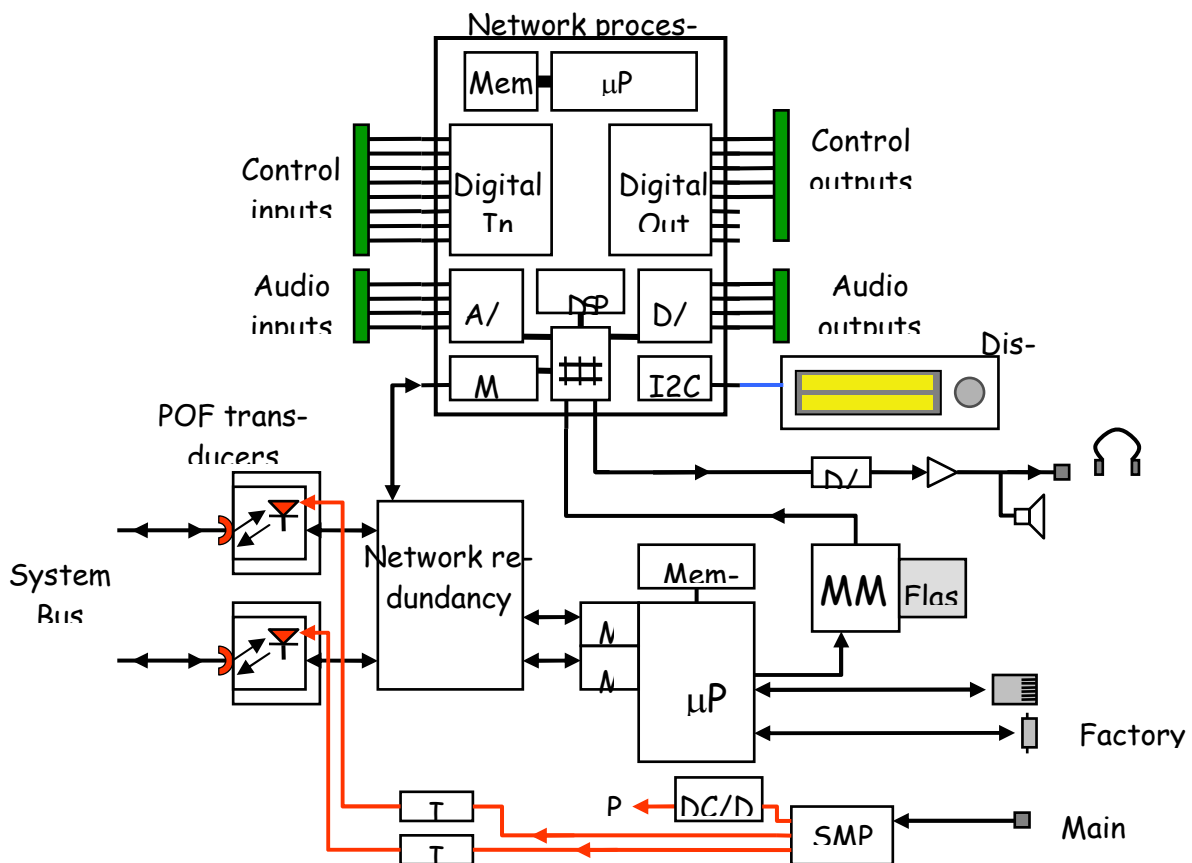 Network proces-
Mem
μP
Control
inputs
Digital
In
Digital
Out
Control
outputs
Audio
inputs
A/
DSP
D/
Audio
outputs
M
I2C
Dis-
POF trans-
ducers
D/
System
Bus
Network re-
dundancy
Mem-
MM
Flas
μP
Factory
P
DC/D
SMP
Main